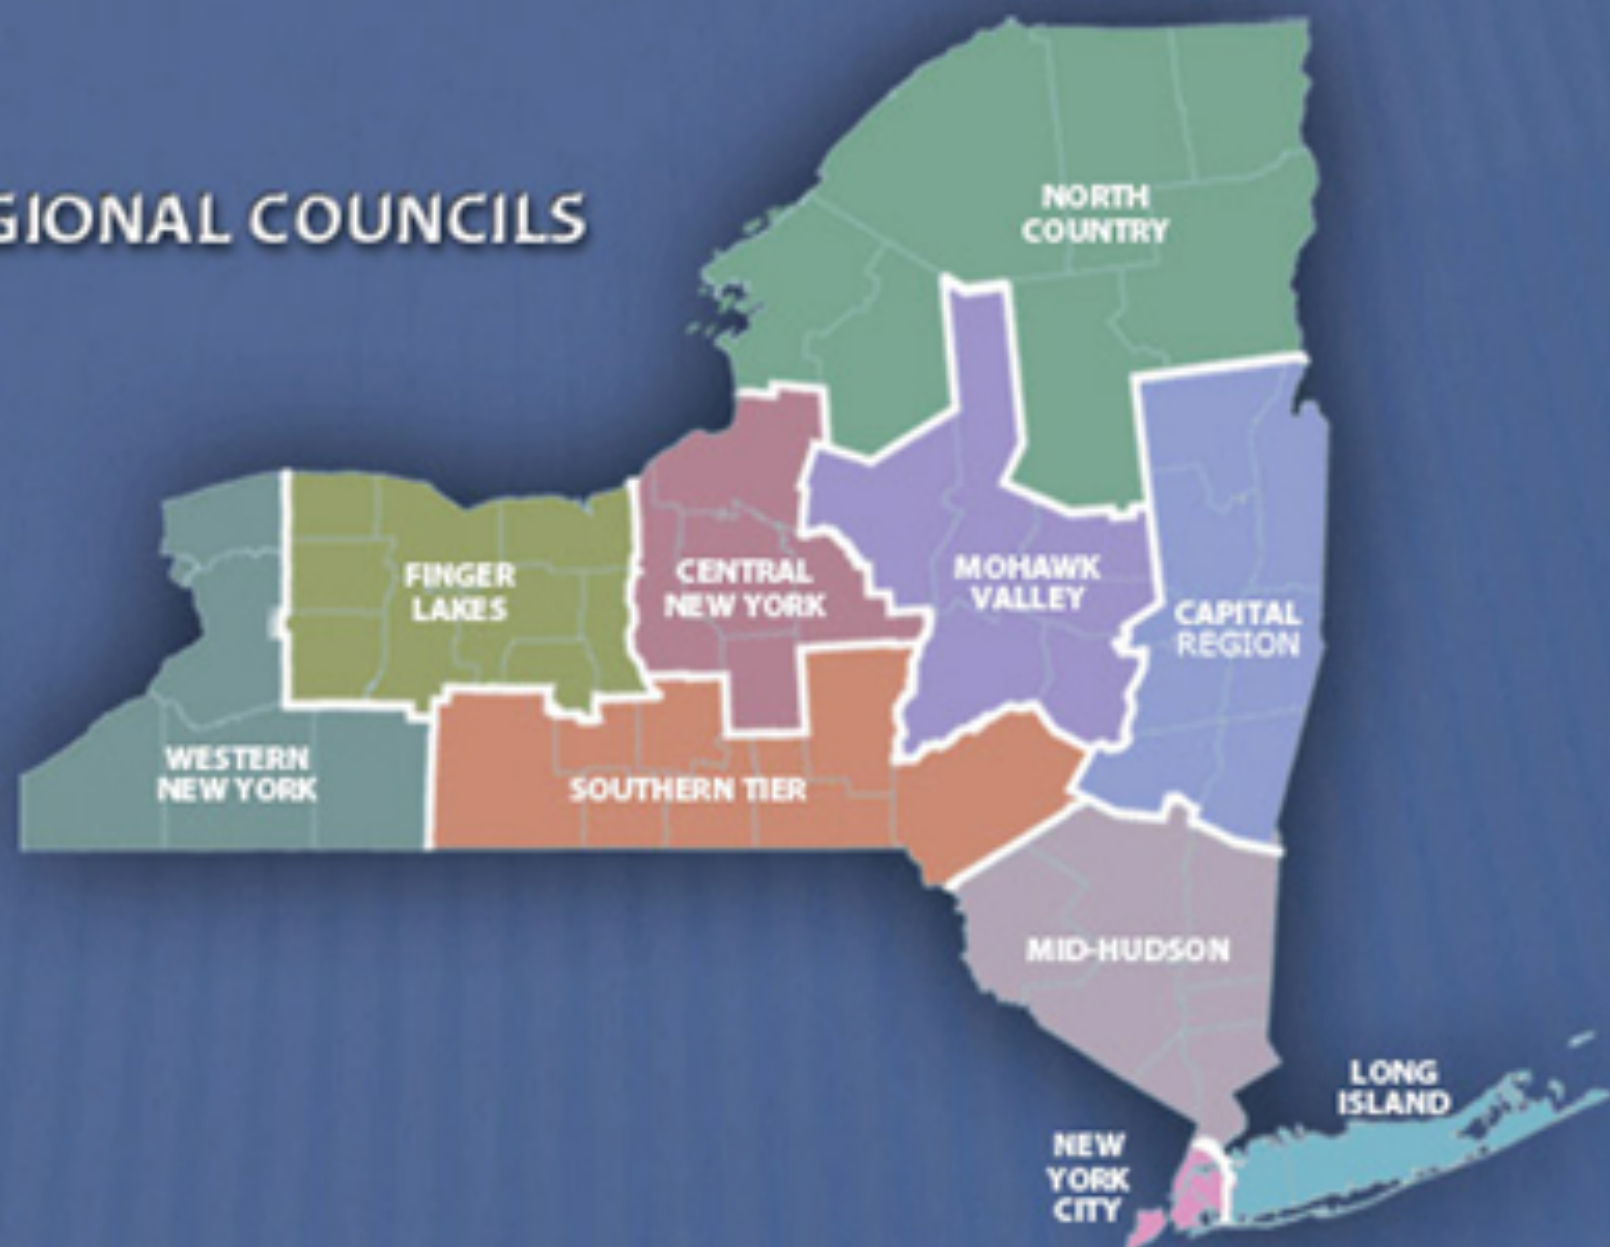 GIONAL COUNCILS
NORTH
COUNTRY
FINGER
LAKES
CENTRAL
NEW YORK
MOHAWK
VALLEY
CAPITAL
REGION
WESTERN
NEW YORK
SOUTHERN TIER
MID-HUDSON
LONG
ISLAND
NEW
YORK
CITY